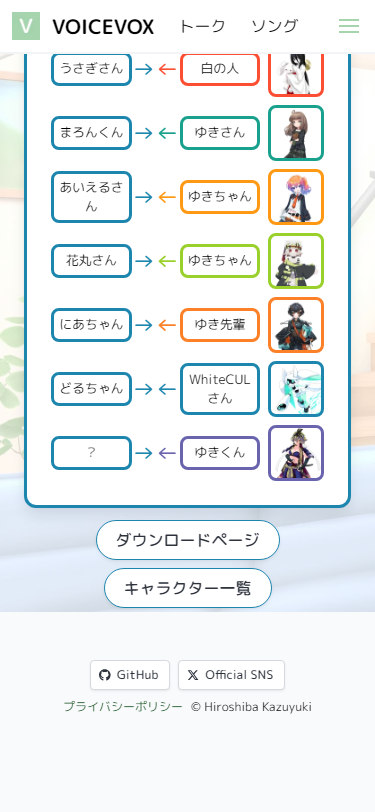 V VOICEVOX トーク ソング
うさぎさん → ← 白の人
まろんくん → ← ゆきさん
あいえるさ
ん → ← ゆきちゃん
花丸さん → ← ゆきちゃん
にあちゃん → ← ゆき先輩
どるちゃん → ← WhiteCUL
さん
? → ← ゆきくん
ダウンロードページ
キャラクター一覧
GitHub Official SNS
プライバシーポリシー © Hiroshiba Kazuyuki